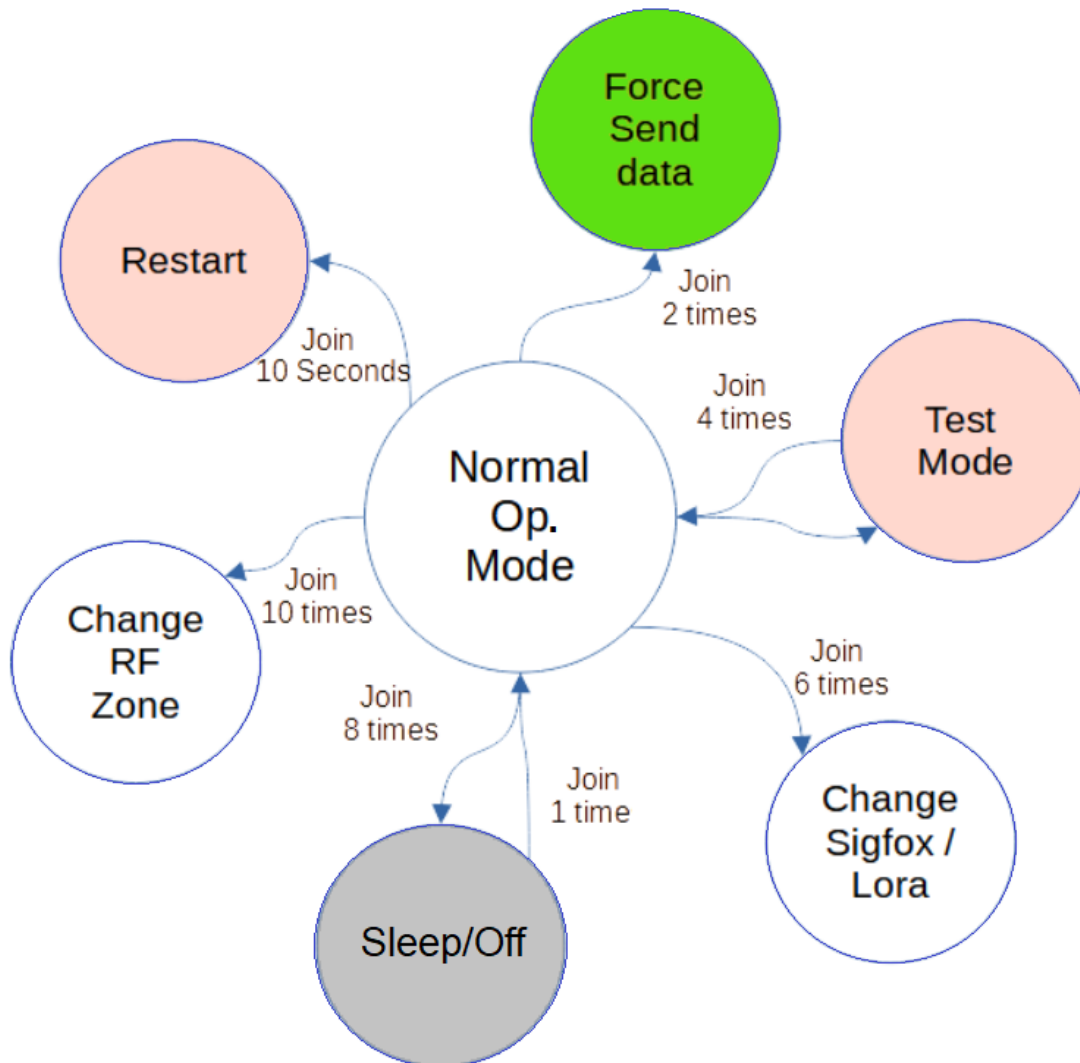 Force
Send
data
Restart
Join
2 times
Join
10 Seconds
Join
4 times
Test
Mode
Normal
Op.
Mode
Join
10 times
Change
RF
Zone
Join
6 times
Join
8 times
Join
1 time
Change
Sigfox /
Lora
Sleep/Off